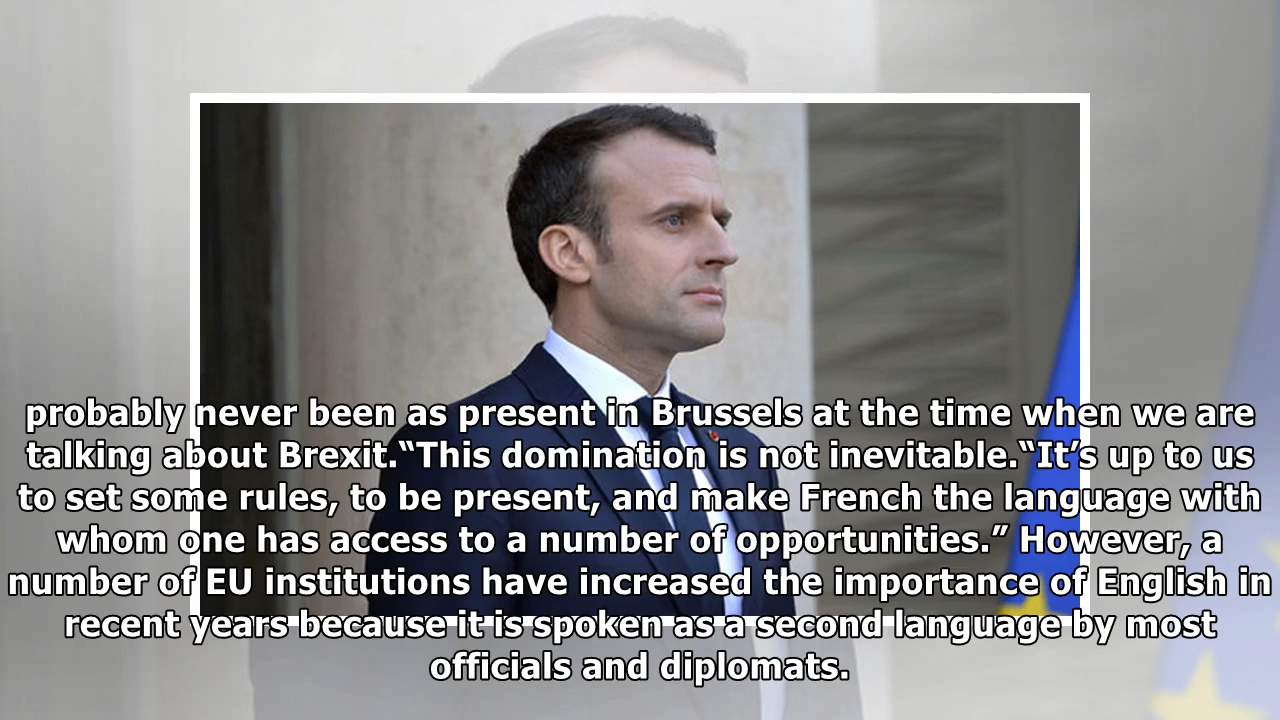 probably never been as present in Brussels at the time when we are
talking about Brexit.“This domination is not inevitable.“It’s up to us
to set some rules, to be present, and make French the language with
whom one has access to a number of opportunities.” However, a
number of EU institutions have increased the importance of English in
recent years because it is spoken as a second language by most
officials and diplomats.